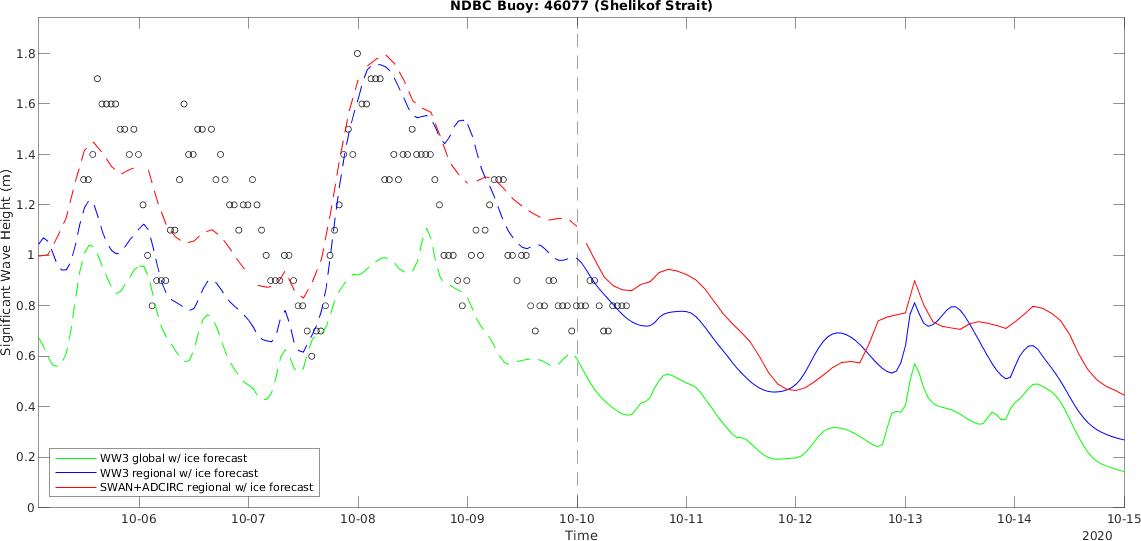 NDBC Buoy: 46077 (Shelikof Strait)
Significant Wave Height (m)
1.8
1.6
1.4
1.2
1
0.8
0.6
0.4
0.2
0
WW3 global w/ ice forecast
WW3 regional w/ ice forecast
SWAN+ADCIRC regional w/ ice forecast
10-06 10-07 10-08 10-09 10-10 10-11 10-12 10-13 10-14 10-15
Time
2020